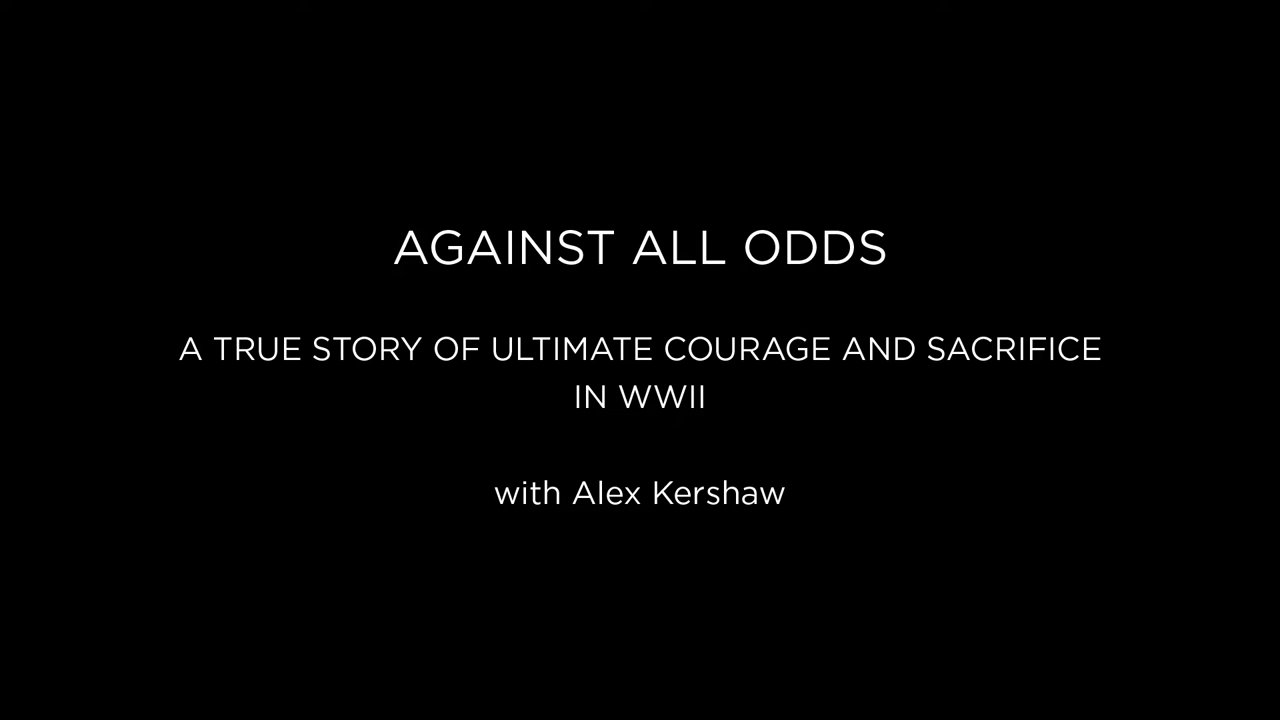 AGAINST ALL ODDS
A TRUE STORY OF ULTIMATE COURAGE AND SACRIFICE
IN WWII
with Alex Kershaw